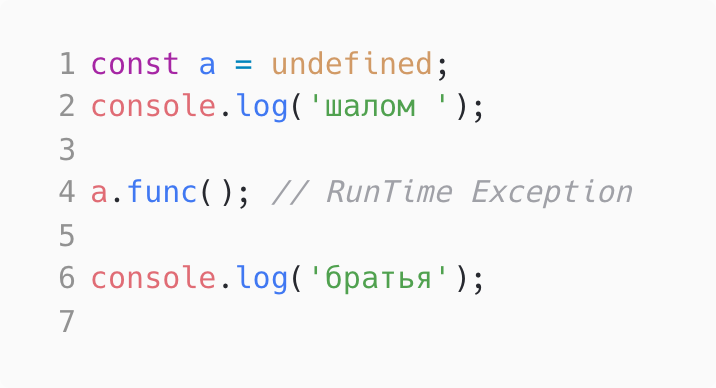 1 const a = undefined;
2 console.log('шалом ');
3
4 a.func(); // RunTime Exception
5
6 console.log('братья');
7